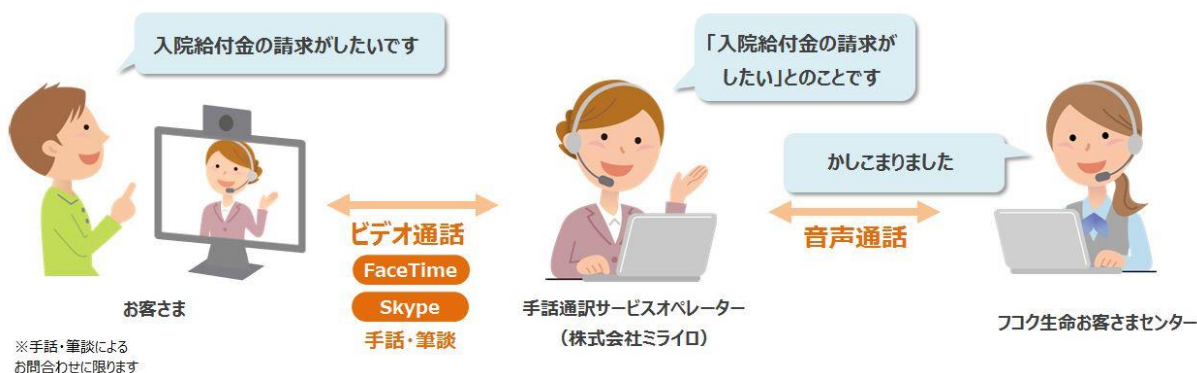 入院給付金の請求がしたいです
「入院給付金の請求が
したい」とのことです
かしこまりました
ビデオ通話
FaceTime
Skype
手話・筆談
音声通話
お客さま
手話通訳サービスオペレーター
（株式会社ミライロ）
フコク生命お客さまセンター
※手話・筆談による
お問合わせに限ります